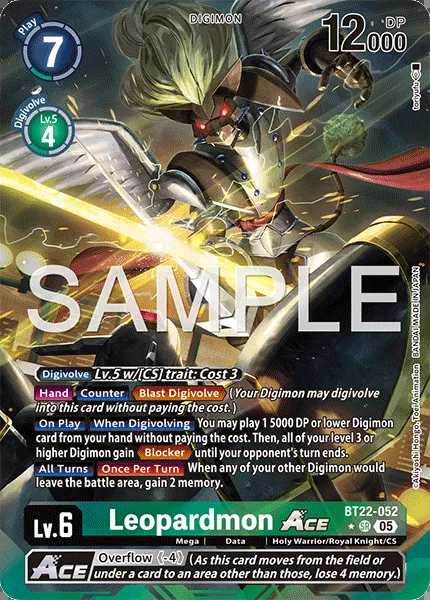 DIGIMON
Play
7
12000 DP
Digivolve
Lv.5
4
toriyufu
SAMPLE
BANDAI MADE IN JAPAN
©Akiyoshi Hongo, Toei Animation
Digivolve Lv.5 w/[CS] trait: Cost 3
Hand Counter Blast Digivolve (Your Digimon may digivolve
into this card without paying the cost.)
On Play When Digivolving You may play 1 5000 DP or lower Digimon
card from your hand without paying the cost. Then, all of your level 3 or
higher Digimon gain Blocker until your opponent's turn ends.
All Turns Once Per Turn When any of your other Digimon would
leave the battle area, gain 2 memory.
BT22-052
Lv.6 Leopardmon ACE ★ SR 05
Mega | Data | Holy Warrior/Royal Knight/CS
ACE Overflow《-4》 (As this card moves from the field or
under a card to an area other than those, lose 4 memory.)